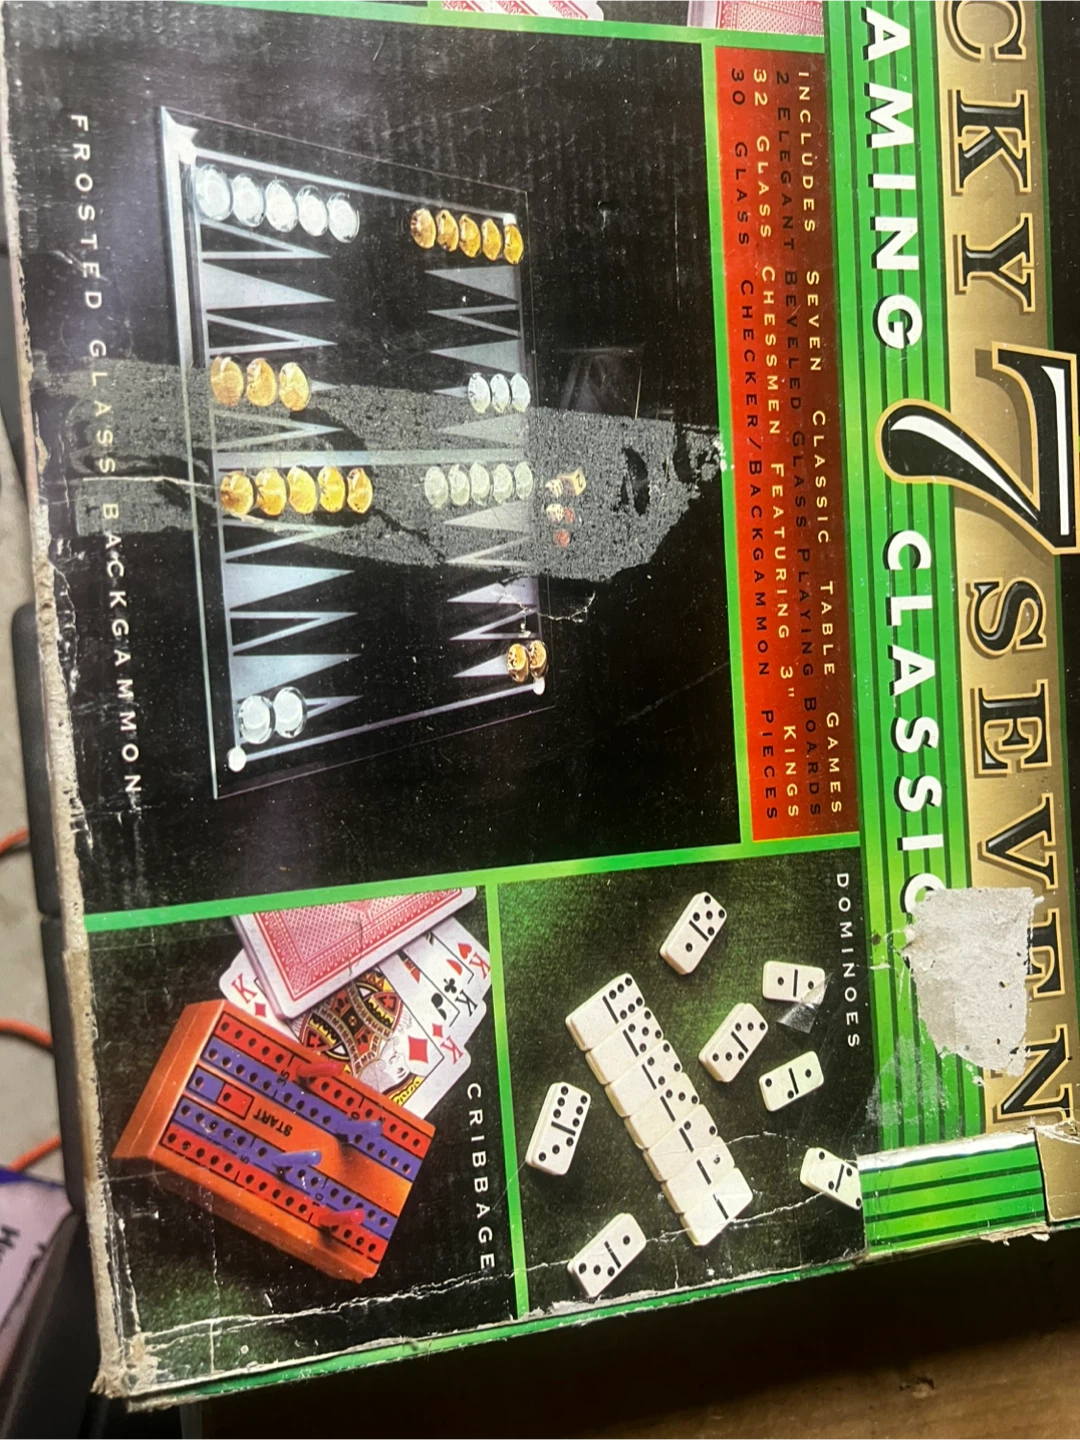 CKY 7 SEVEN
AMING CLASSIC
INCLUDES SEVEN CLASSIC TABLE GAMES
2 ELEGANT BEVELED GLASS PLAYING BOARDS
32 GLASS CHESSMEN FEATURING 3" KINGS
30 GLASS CHECKER/BACKGAMMON PIECES
FROSTED GLASS BACKGAMMON
DOMINOES
CRIBBAGE
START
K
K
K